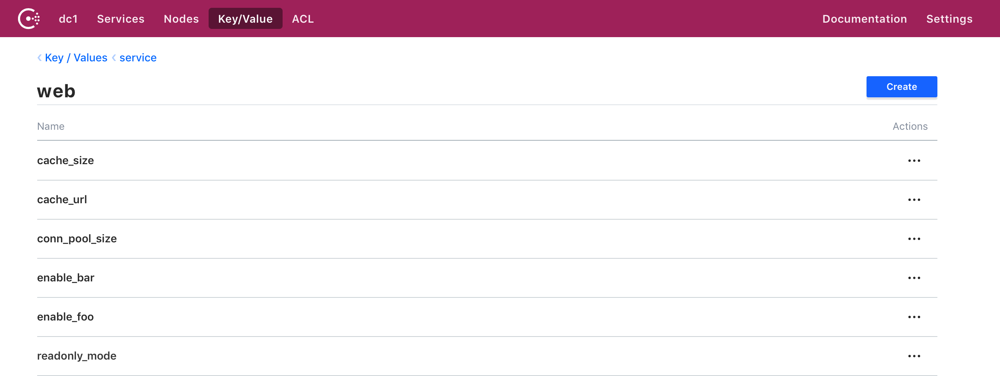 dc1 Services Nodes Key/Value ACL Documentation Settings
‹ Key / Values ‹ service
web
Create
Name Actions
cache_size
cache_url
conn_pool_size
enable_bar
enable_foo
readonly_mode